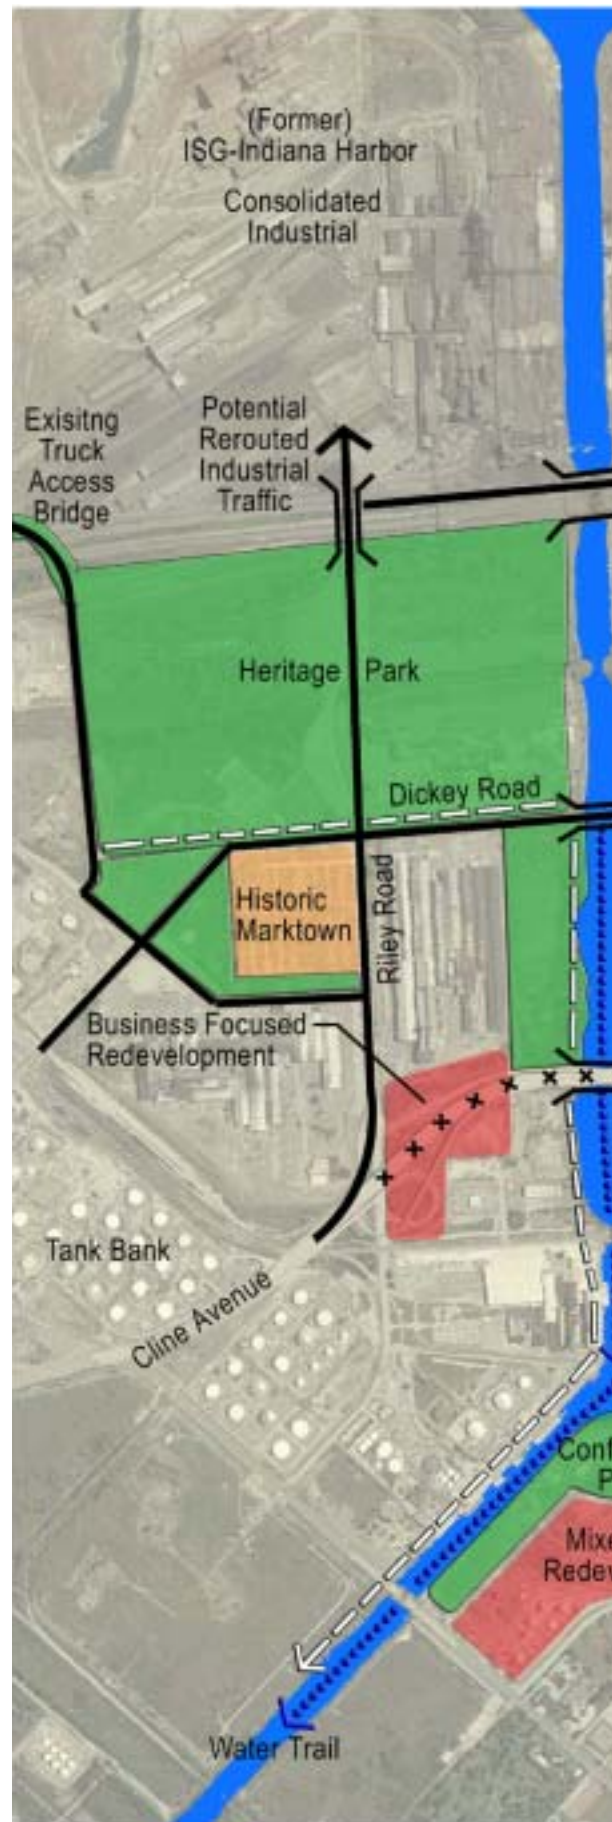 (Former)
ISG-Indiana Harbor
Consolidated
Industrial
Exisitng
Truck
Access
Bridge
Potential
Rerouted
Industrial
Traffic
Heritage Park
Dickey Road
Historic
Marktown
Riley Road
Business Focused
Redevelopment
Tank Bank
Cline Avenue
Water Trail